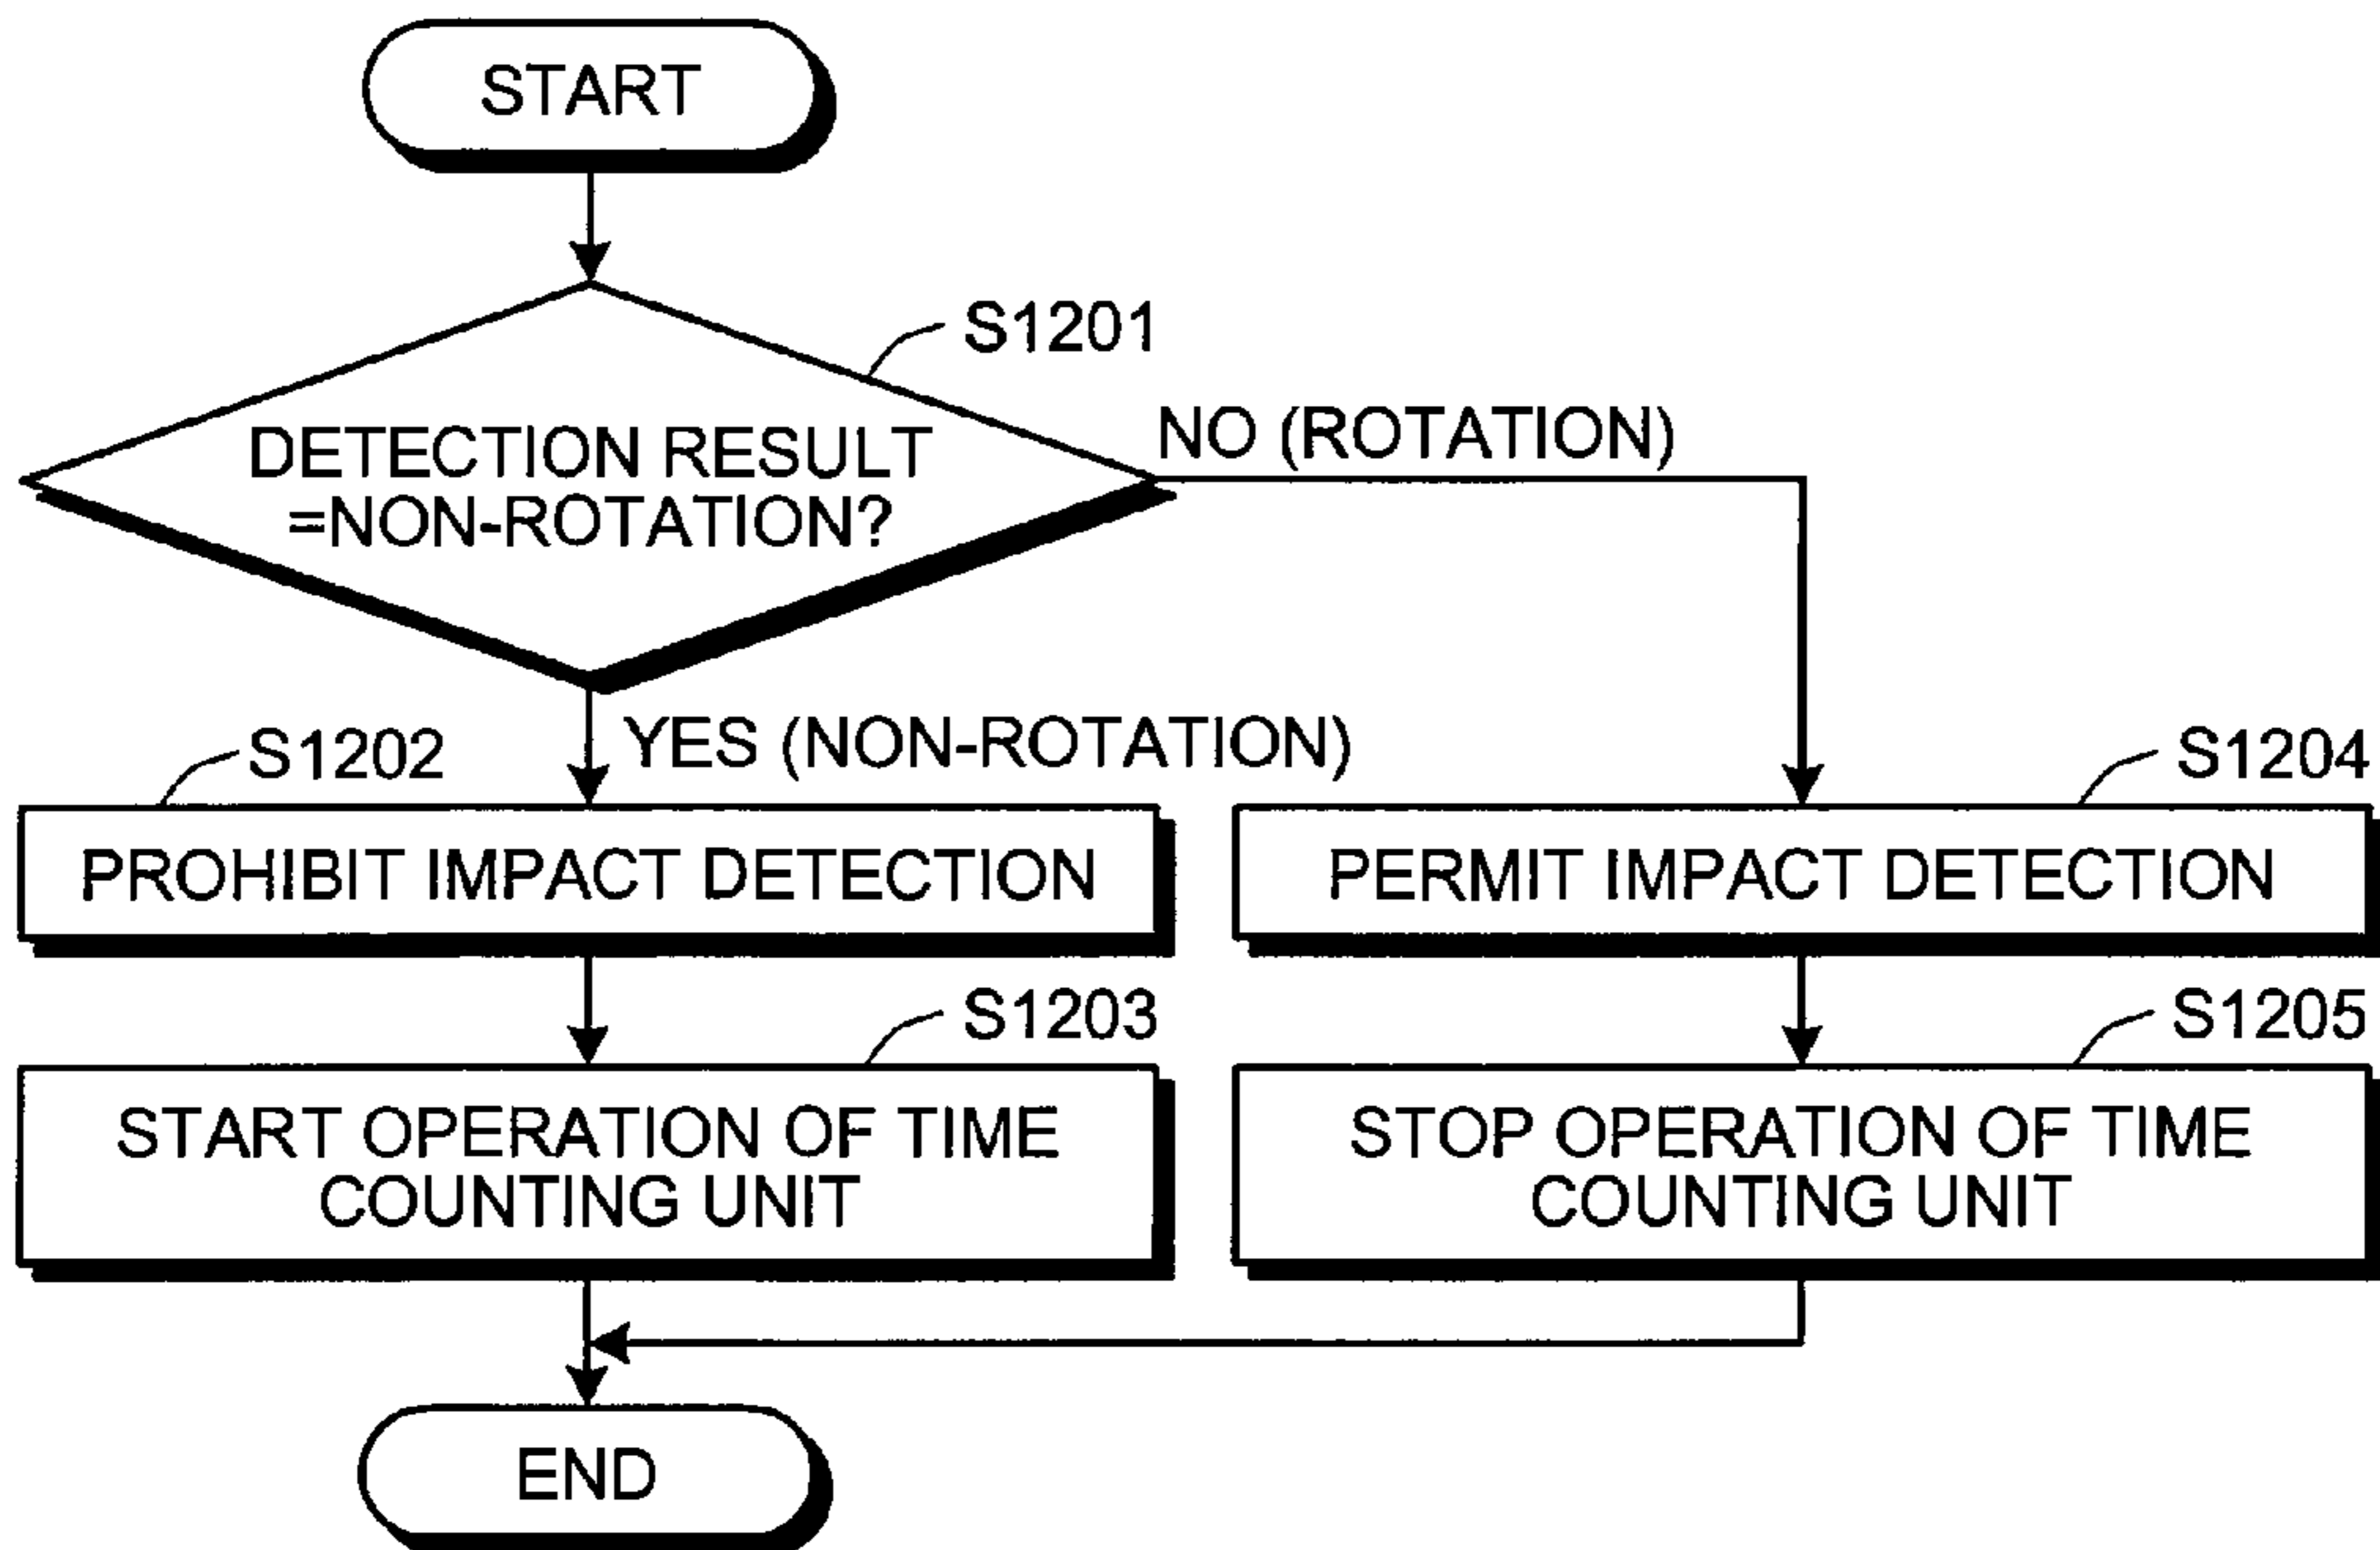 START
S1201
DETECTION RESULT
=NON-ROTATION?
NO (ROTATION)
YES (NON-ROTATION)
S1202
PROHIBIT IMPACT DETECTION
S1204
PERMIT IMPACT DETECTION
S1203
START OPERATION OF TIME
COUNTING UNIT
S1205
STOP OPERATION OF TIME
COUNTING UNIT
END